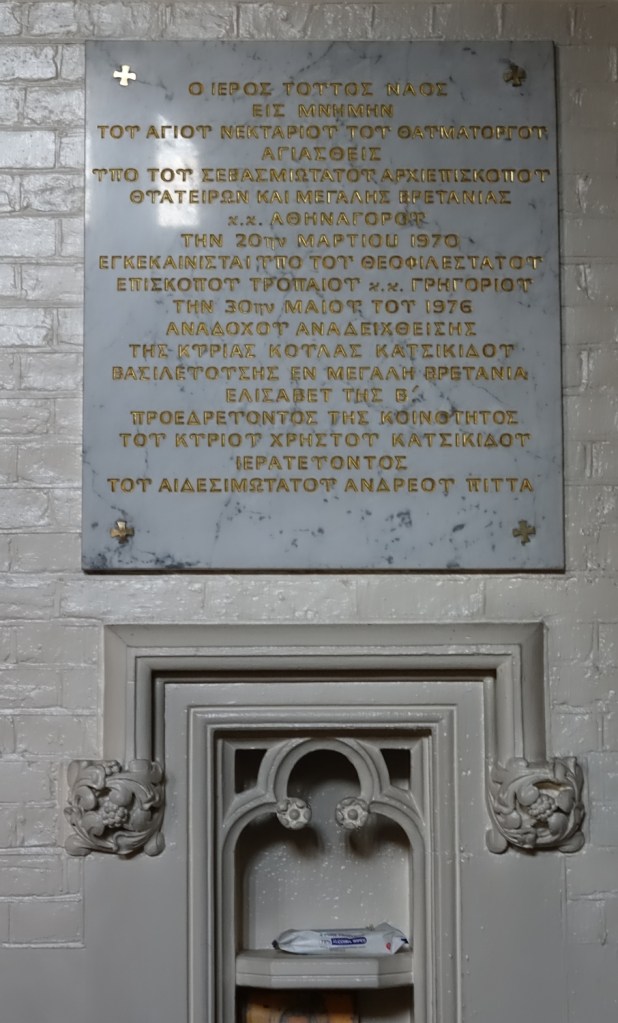 Ο ΙΕΡΟΣ ΤΟΥΤΟΣ ΝΑΟΣ
ΕΙΣ ΜΝΗΜΗΝ
ΤΟΥ ΑΓΙΟΥ ΝΕΚΤΑΡΙΟΥ ΤΟΥ ΘΑΥΜΑΤΟΥΡΓΟΥ
ΑΓΙΑΣΘΕΙΣ
ΥΠΟ ΤΟΥ ΣΕΒΑΣΜΙΩΤΑΤΟΥ ΑΡΧΙΕΠΙΣΚΟΠΟΥ
ΘΥΑΤΕΙΡΩΝ ΚΑΙ ΜΕΓΑΛΗΣ ΒΡΕΤΑΝΙΑΣ
κ.κ. ΑΘΗΝΑΓΟΡΟΥ
ΤΗΝ 20ην ΜΑΡΤΙΟU 1970
ΕΓΚΕΚΑΙΝΙΣΤΑΙ ΥΠΟ ΤΟΥ ΘΕΟΦΙΛΕΣΤΑΤΟΥ
ΕΠΙΣΚΟΠΟΥ ΤΡΟΠΑΙΟΥ κ.κ. ΓΡΗΓΟΡΙΟΥ
ΤΗΝ 30ην ΜΑΙΟΥ ΤΟΥ 1976
ΑΝΑΔΟΧΟΥ ΑΝΑΔΕΙΧΘΕΙΣΗΣ
ΤΗΣ ΚΥΡΙΑΣ ΚΟΥΛΑΣ ΚΑΤΣΙΚΙΔΟΥ
ΒΑΣΙΛΕΥΟΥΣΗΣ ΕΝ ΜΕΓΑΛΗ ΒΡΕΤΑΝΙΑ
ΕΛΙΣΑΒΕΤ ΤΗΣ Β΄
ΠΡΟΕΔΡΕΥΟΝΤΟΣ ΤΗΣ ΚΟΙΝΟΤΗΤΟΣ
ΤΟΥ ΚΥΡΙΟΥ ΧΡΗΣΤΟΥ ΚΑΤΣΙΚΙΔΟΥ
ΙΕΡΑΤΕΥΟΝΤΟΣ
ΤΟΥ ΑΙΔΕΣΙΜΩΤΑΤΟΥ ΑΝΔΡΕΟΥ ΠΙΤΤΑ